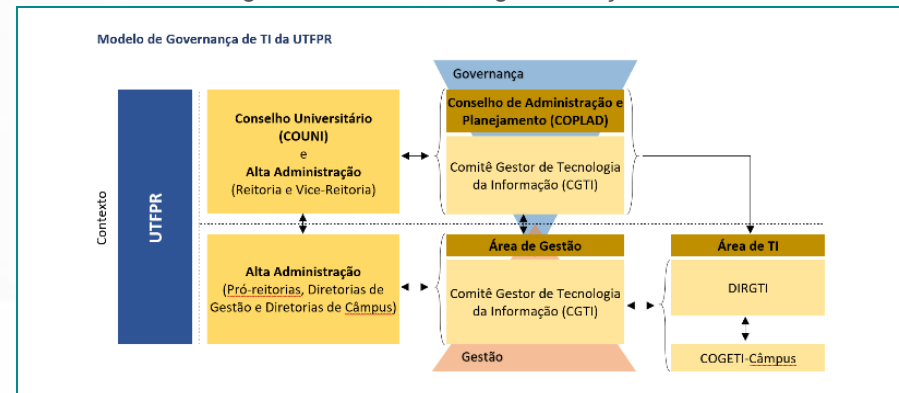 Modelo de Governança de TI da UTFPR
Contexto
UTFPR
Conselho Universitário
(COUNI)
e
Alta Administração
(Reitoria e Vice-Reitoria)
Governança
Conselho de Administração e
Planejamento (COPLAD)
Comitê Gestor de Tecnologia
da Informação (CGTI)
Alta Administração
(Pró-reitorias, Diretorias de
Gestão e Diretorias de Câmpus)
Área de Gestão
Comitê Gestor de Tecnologia
da Informação (CGTI)
Gestão
Área de TI
DIRGTI
COGETI-Câmpus